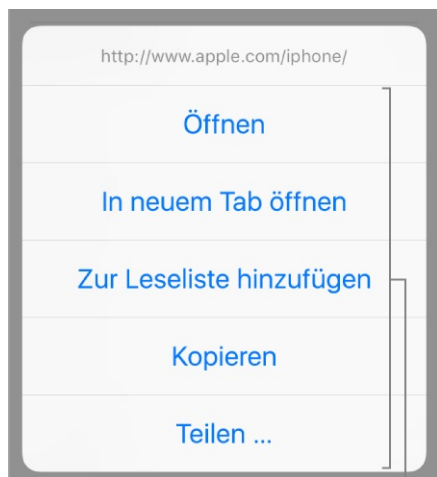 http://www.apple.com/iphone/
Öffnen
In neuem Tab öffnen
Zur Leseliste hinzufügen
Kopieren
Teilen ...